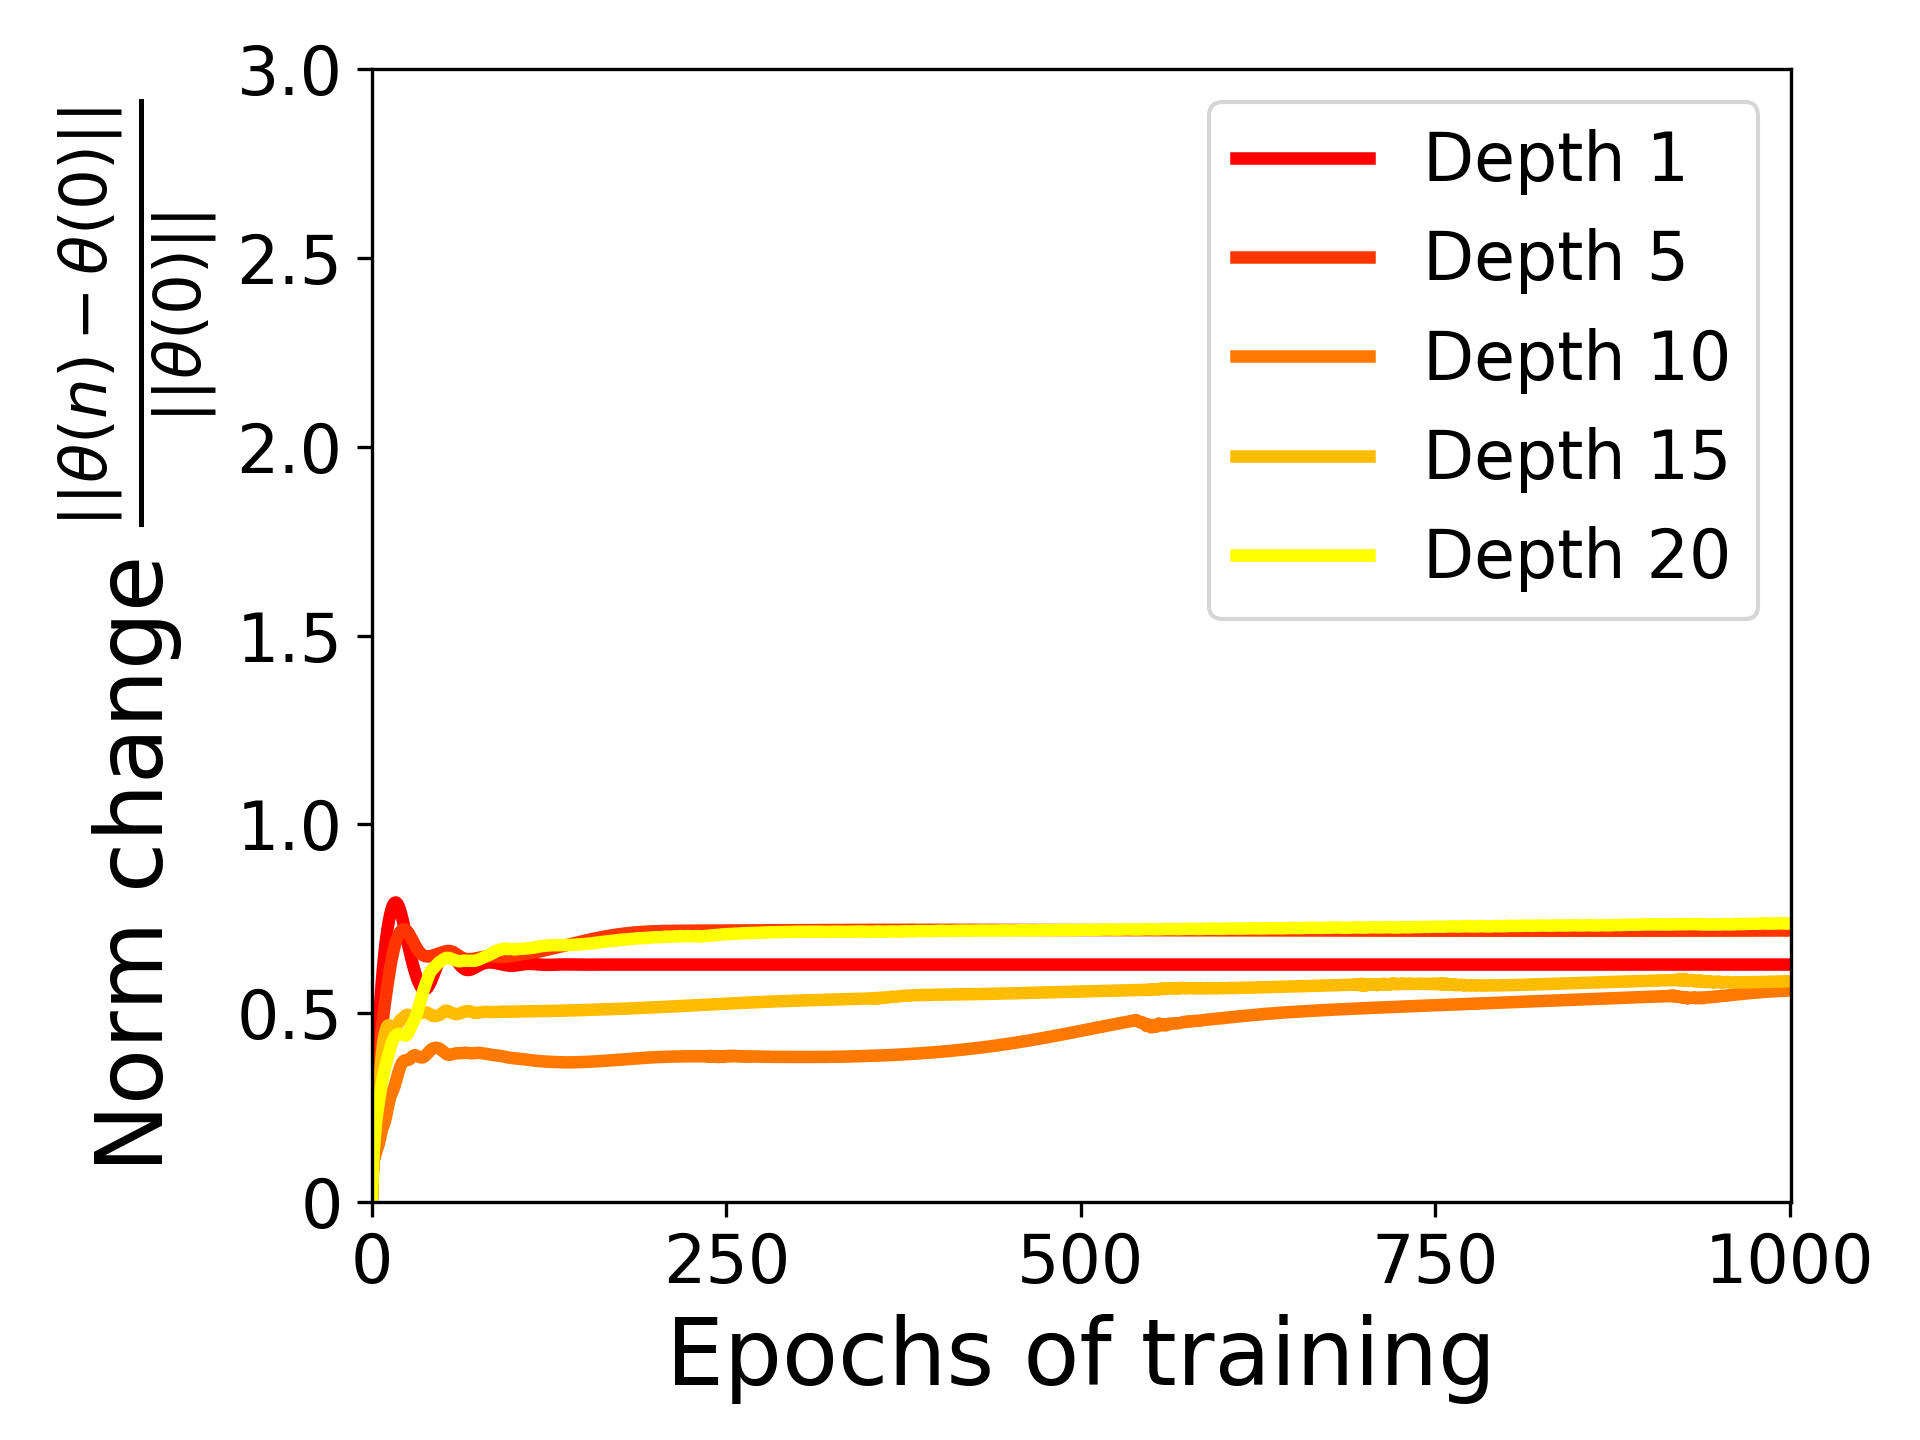 Norm change ||θ(n) − θ(0)|| / ||θ(0)||
3.0
2.5
2.0
1.5
1.0
0.5
0
0 250 500 750 1000
Epochs of training
Depth 1
Depth 5
Depth 10
Depth 15
Depth 20